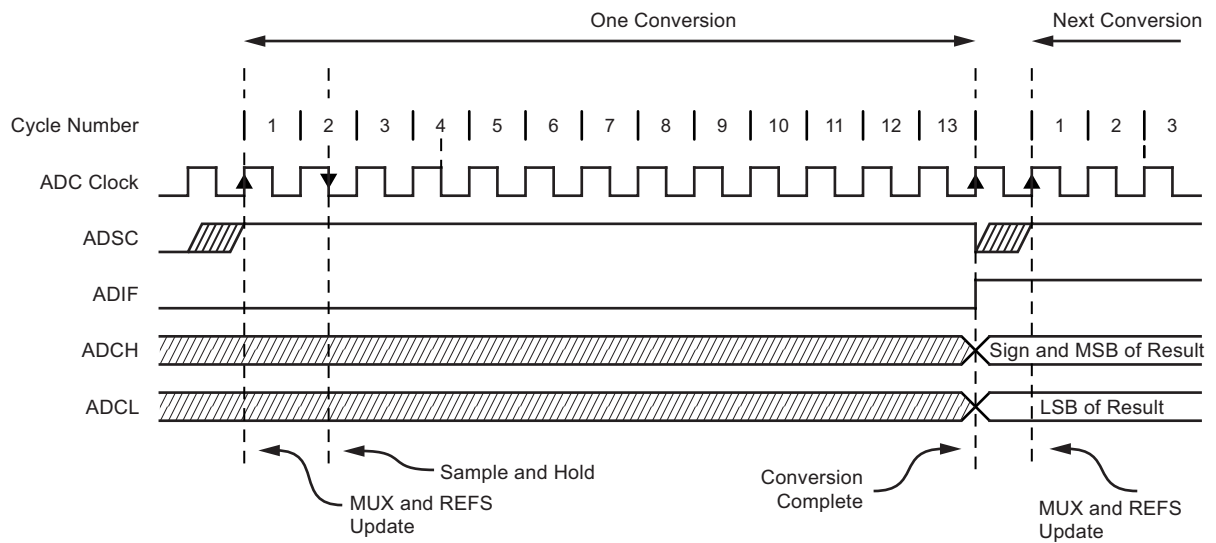 One Conversion
Next Conversion
Cycle Number
1 2 3 4 5 6 7 8 9 10 11 12 13 1 2 3
ADC Clock
ADSC
ADIF
ADCH
Sign and MSB of Result
ADCL
LSB of Result
Sample and Hold
MUX and REFS
Update
Conversion
Complete
MUX and REFS
Update